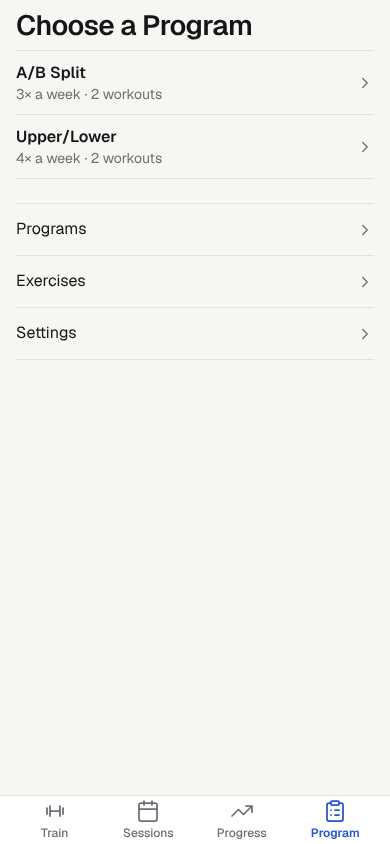 Choose a Program
A/B Split
3× a week · 2 workouts
Upper/Lower
4× a week · 2 workouts
Programs
Exercises
Settings
Train
Sessions
Progress
Program